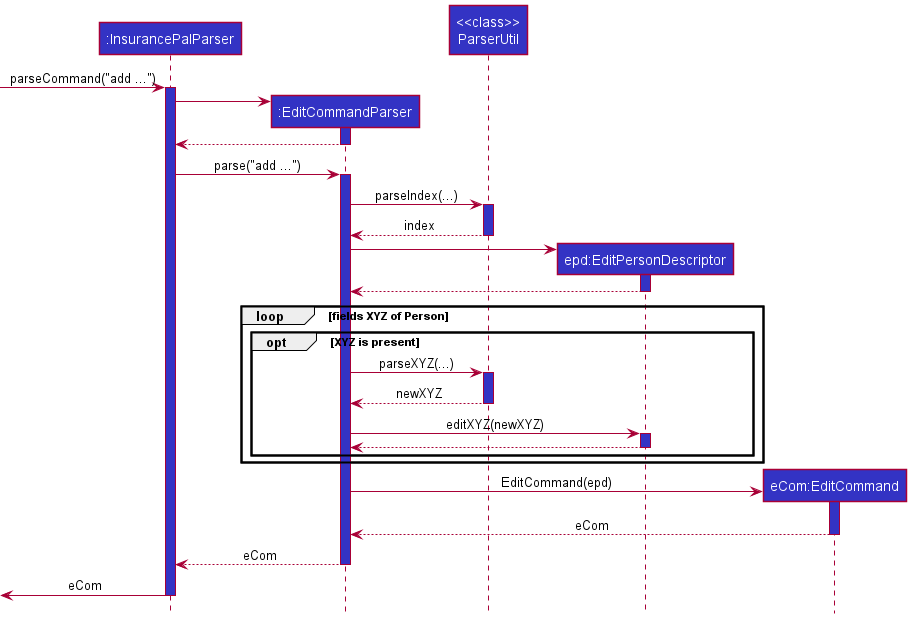 <<class>>
ParserUtil
:InsurancePalParser
parseCommand("add ...")
:EditCommandParser
parse("add ...")
parseIndex(...)
index
epd:EditPersonDescriptor
loop [fields XYZ of Person]
opt [XYZ is present]
parseXYZ(...)
newXYZ
editXYZ(newXYZ)
eCom:EditCommand
EditCommand(epd)
eCom
eCom
eCom